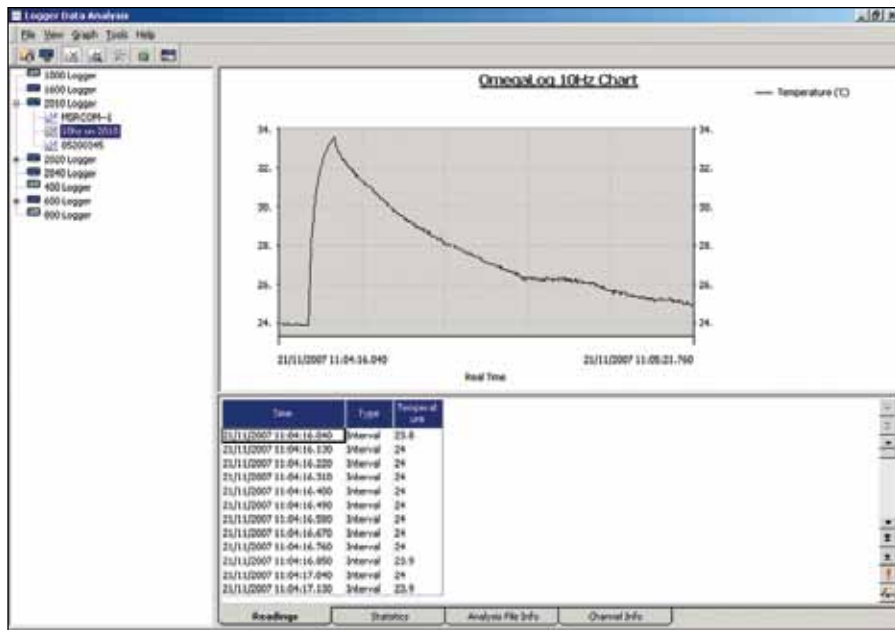 Logger Data Analysis
File View Graph Tools Help
1000 Logger
1600 Logger
2010 Logger
MSRCOM~1
10hz on 2010
05200345
2020 Logger
2040 Logger
400 Logger
600 Logger
800 Logger
OmegaLog 10Hz Chart
Temperature (°C)
34. 34.
32. 32.
30. 30.
28. 28.
26. 26.
24. 24.
21/11/2007 11:04:16.040 21/11/2007 11:05:21.760
Real Time
Time Type Temperat
ure
21/11/2007 11:04:16.040 Interval 23.8
21/11/2007 11:04:16.130 Interval 24
21/11/2007 11:04:16.220 Interval 24
21/11/2007 11:04:16.310 Interval 24
21/11/2007 11:04:16.400 Interval 24
21/11/2007 11:04:16.490 Interval 24
21/11/2007 11:04:16.580 Interval 24
21/11/2007 11:04:16.670 Interval 24
21/11/2007 11:04:16.760 Interval 24
21/11/2007 11:04:16.850 Interval 23.9
21/11/2007 11:04:17.040 Interval 24
21/11/2007 11:04:17.130 Interval 23.9
Readings Statistics Analysis File Info Channel Info